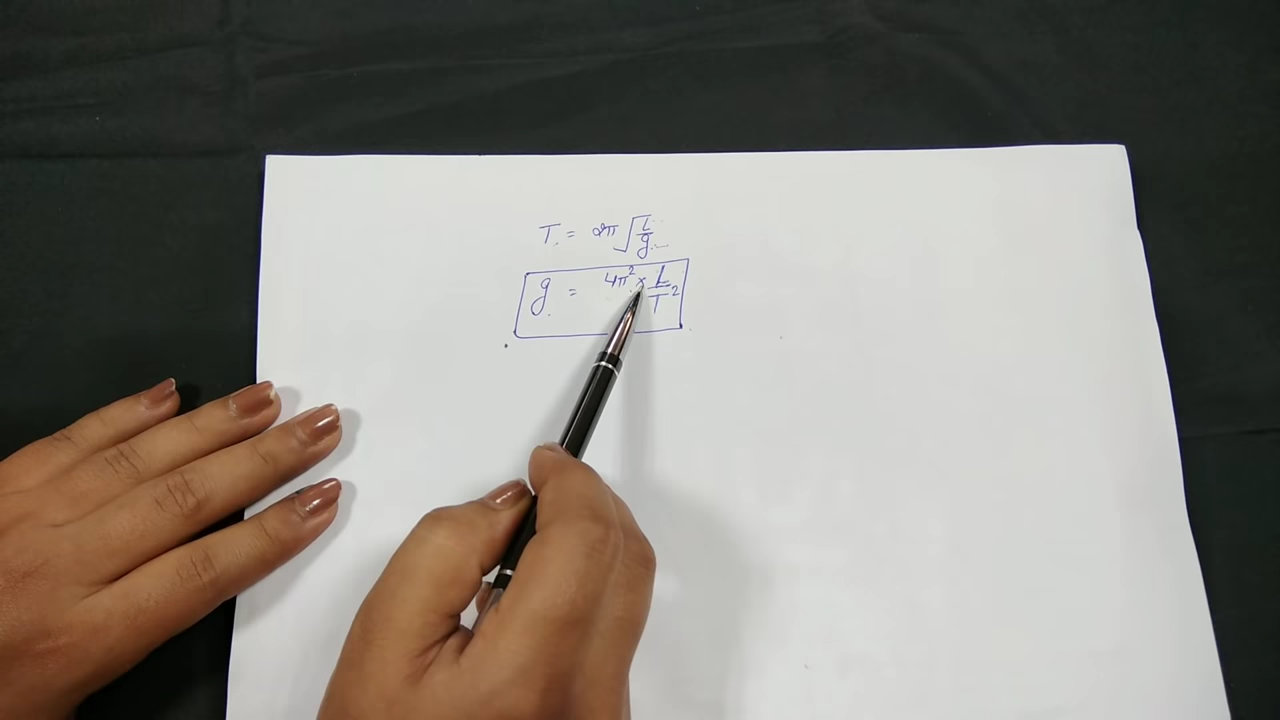 T = 2π√L/g
g = 4π² × L/T²